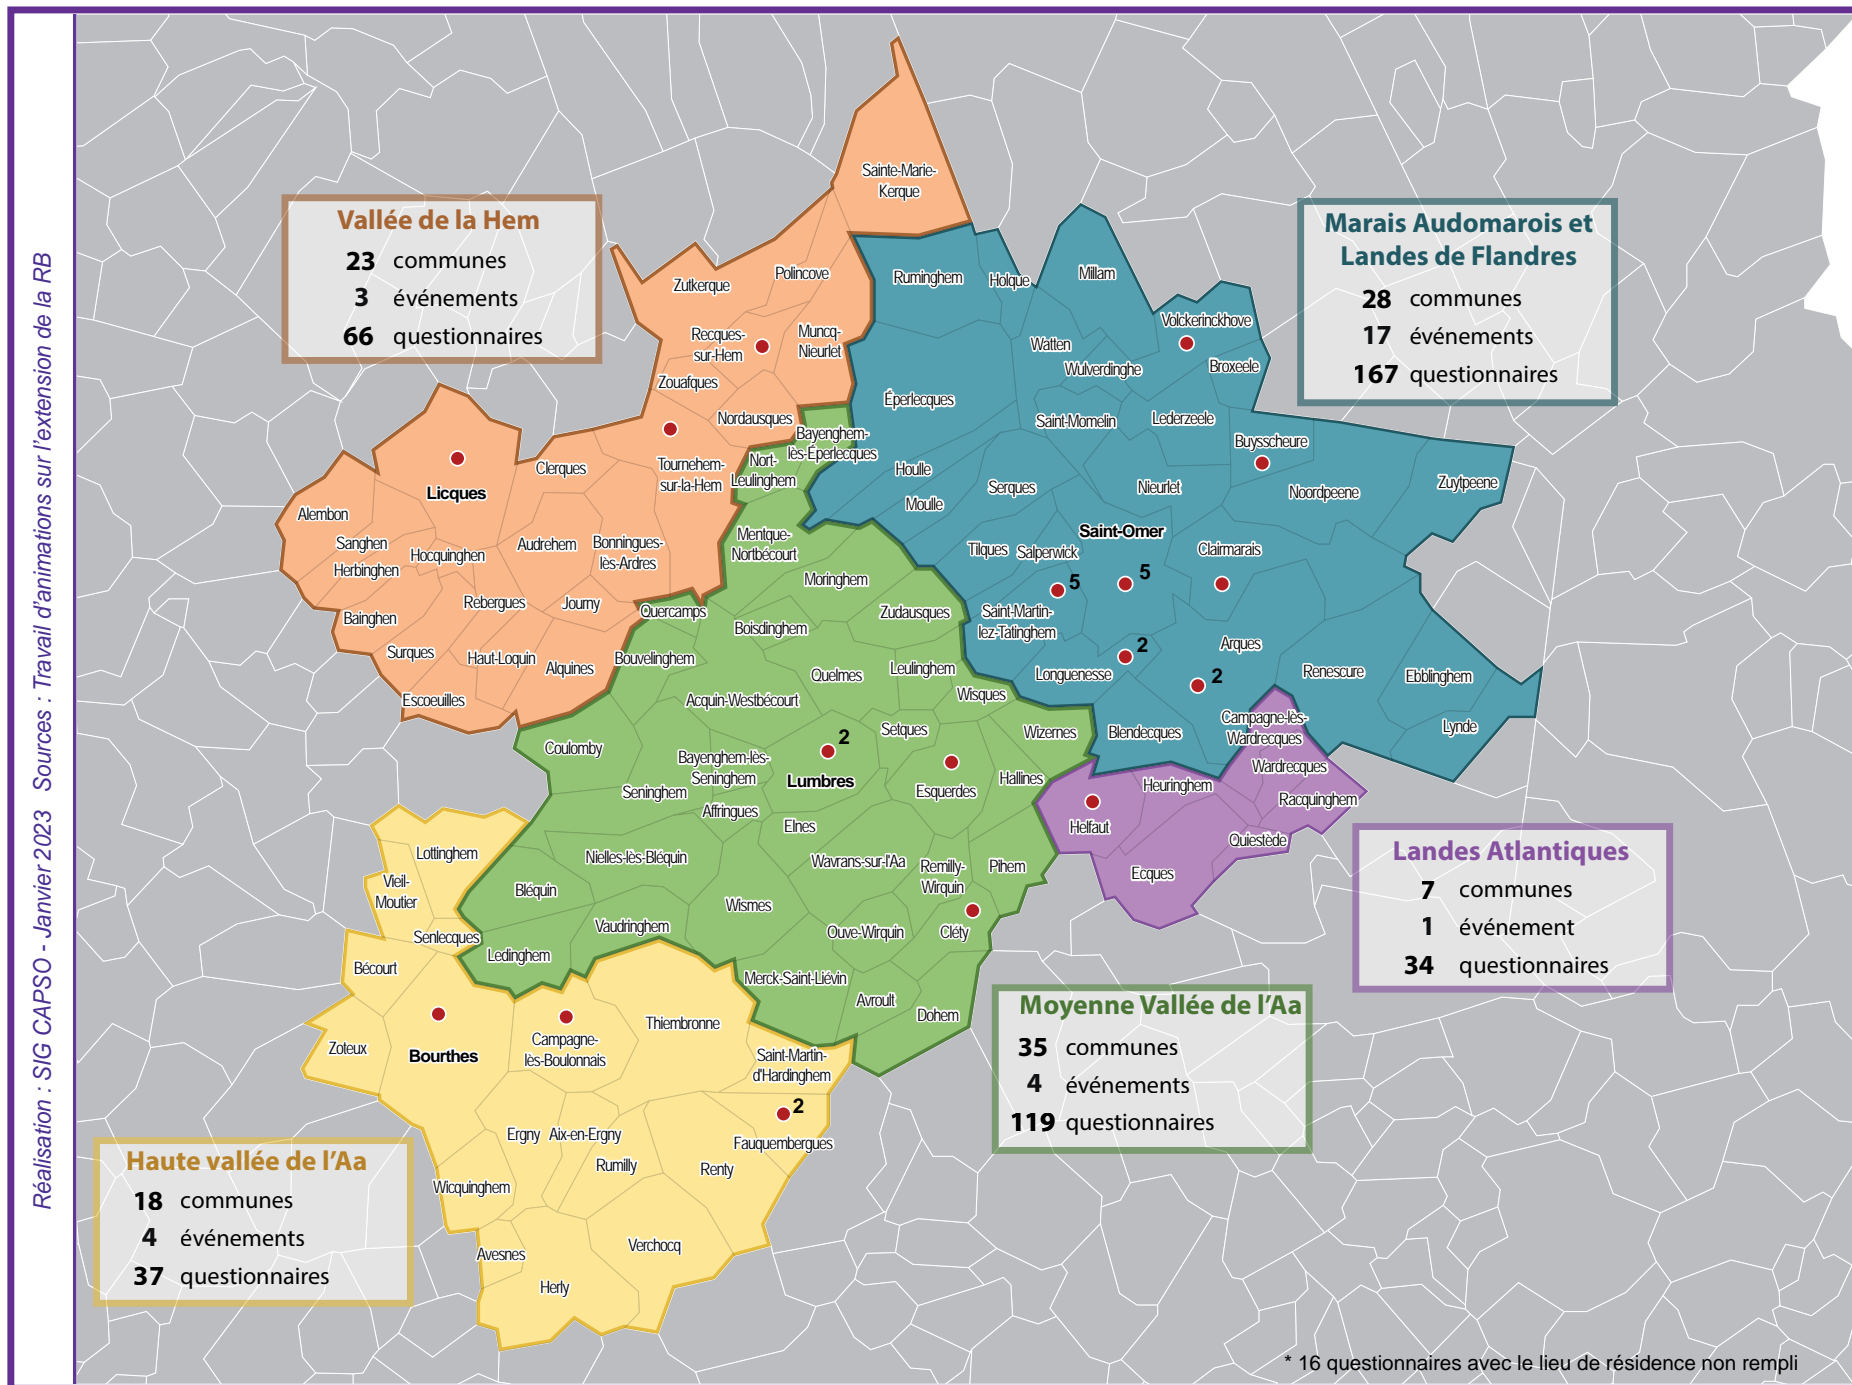 Réalisation : SIG CAPSO - Janvier 2023 Sources : Travail d'animations sur l'extension de la RB
Vallée de la Hem
23 communes
3 événements
66 questionnaires
Marais Audomarois et
Landes de Flandres
28 communes
17 événements
167 questionnaires
Landes Atlantiques
7 communes
1 événement
34 questionnaires
Moyenne Vallée de l'Aa
35 communes
4 événements
119 questionnaires
Haute vallée de l'Aa
18 communes
4 événements
37 questionnaires
Sainte-Marie-
Kerque
Zutkerque
Polincove
Recques-
sur-Hem
Muncq-
Nieurlet
Zouafques
Nordausques
Tournehem-
sur-la-Hem
Clerques
Licques
Alembon
Sanghen
Herbinghen
Hocquinghen
Audrehem
Bonningues-
lès-Ardres
Rebergues
Journy
Bainghen
Surques
Haut-Loquin
Alquines
Escoeuilles
Ruminghem
Holque
Millam
Volckerinckhove
Watten
Wulverdinghe
Broxeele
Éperlecques
Saint-Momelin
Lederzeele
Buysscheure
Houlle
Moulle
Serques
Nieurlet
Noordpeene
Zuytpeene
Saint-Omer
Tilques
Salperwick
Clairmarais
5
5
Saint-Martin-
lez-Tatinghem
2
Arques
Longuenesse
2
Renescure
Ebblinghem
Blendecques
Lynde
Bayenghem-
lès-Éperlecques
Nort-
Leulinghem
Mentque-
Nortbécourt
Moringhem
Zudausques
Quercamps
Boisdinghem
Bouvelinghem
Quelmes
Leulinghem
Acquin-Westbécourt
Wisques
Setques
Wizernes
Coulomby
2
Bayenghem-lès-
Seninghem
Lumbres
Seninghem
Esquerdes
Hallines
Affringues
Elnes
Nielles-lès-Bléquin
Wavrans-sur-l'Aa
Remilly-
Wirquin
Pihem
Bléquin
Wismes
Vaudringhem
Ouve-Wirquin
Cléty
Ledinghem
Merck-Saint-Liévin
Avroult
Dohem
Campagne-lès-
Wardrecques
Wardrecques
Heuringhem
Racquinghem
Helfaut
Quiestède
Ecques
Lottinghem
Vieil-
Moutier
Senlecques
Bécourt
Zoteux
Bourthes
Campagne-
lès-Boulonnais
Thiembronne
Saint-Martin-
d'Hardinghem
2
Fauquembergues
Ergny
Aix-en-Ergny
Rumilly
Renty
Wicquinghem
Avesnes
Verchocq
Herly
* 16 questionnaires avec le lieu de résidence non rempli